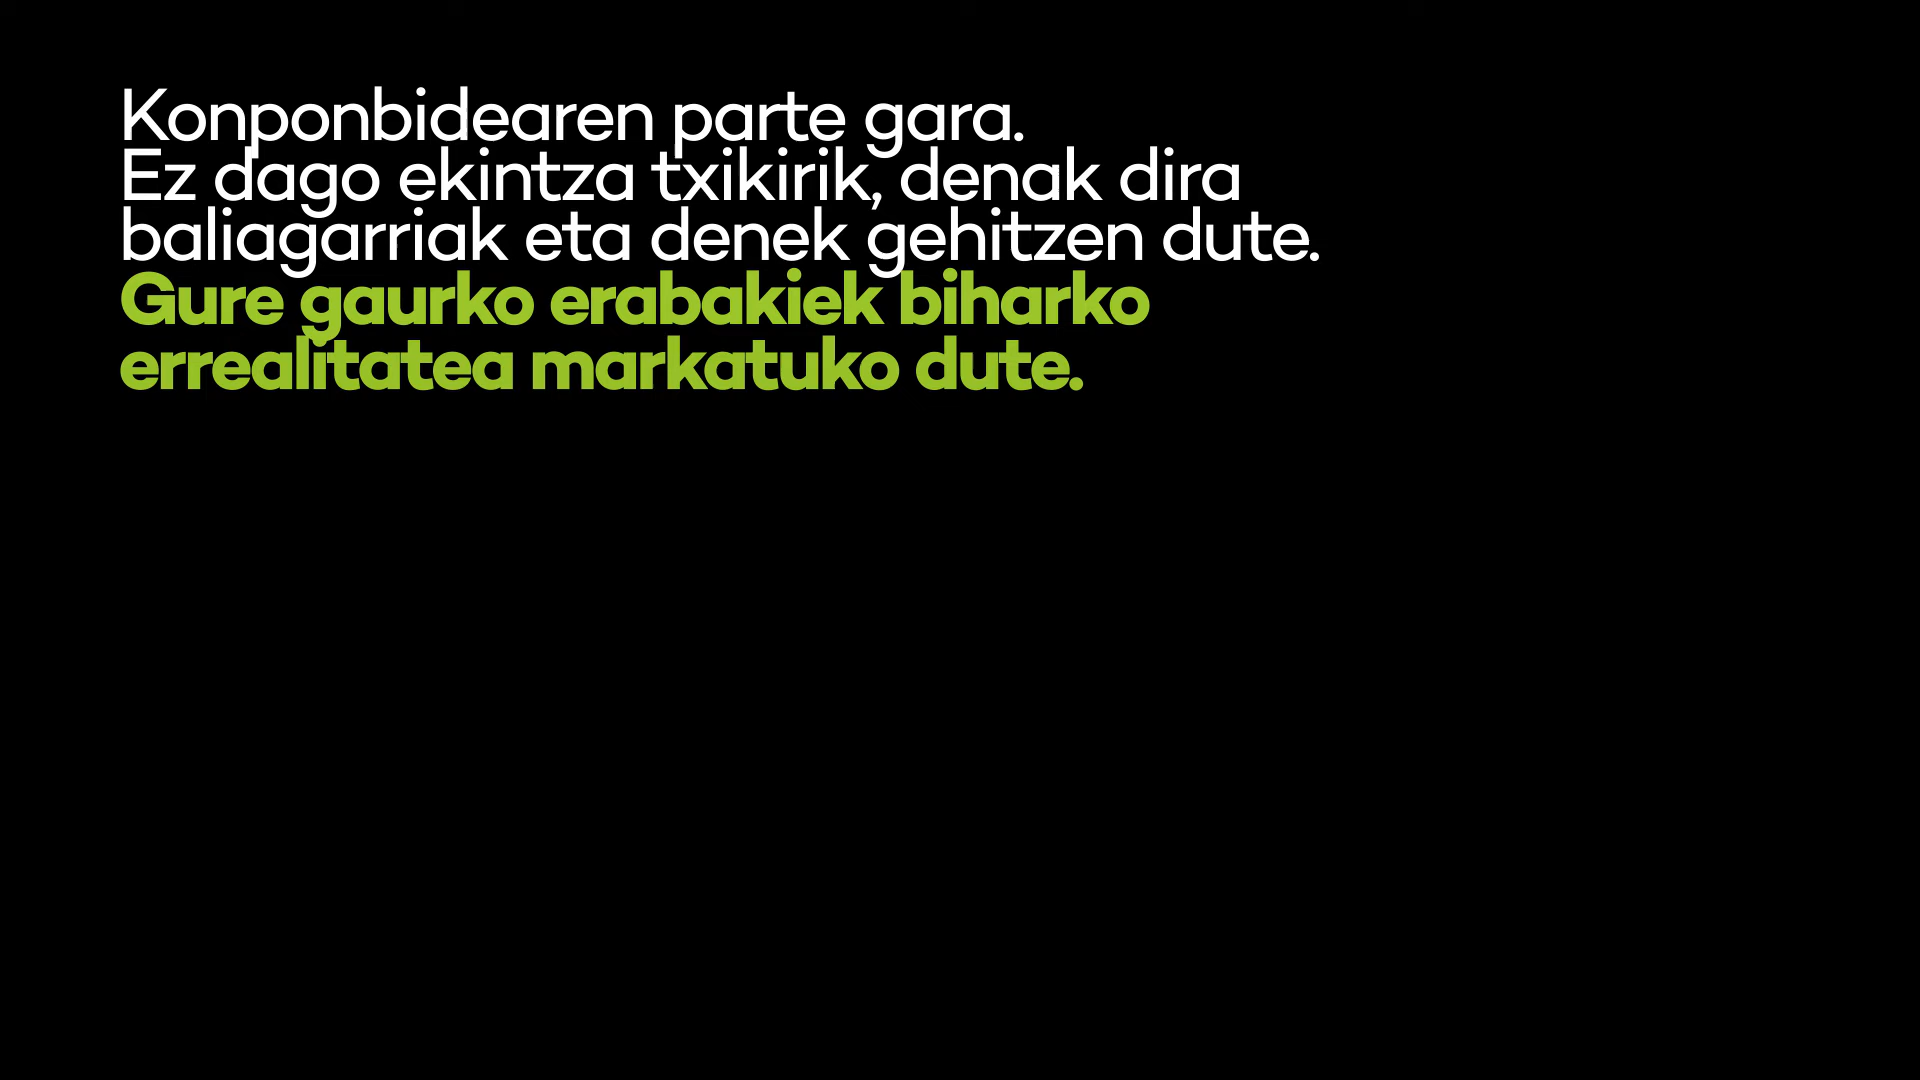 Konponbidearen parte gara.
Ez dago ekintza txikirik, denak dira
baliagarriak eta denek gehitzen dute.
Gure gaurko erabakiek biharko
errealitatea markatuko dute.